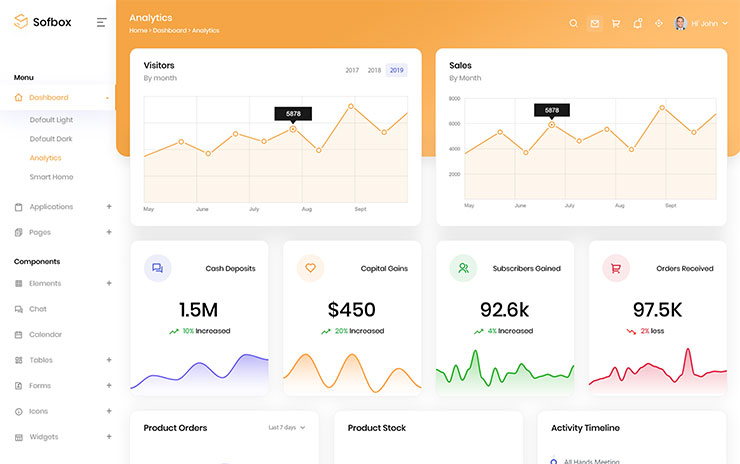 Sofbox
Menu
Dashboard
Default Light
Default Dork
Analytics
Smart Home
Applications
Pages
Components
Elements
Chat
Calendar
Tables
Forms
Icons
Widgets
Analytics
Home > Dashboard > Analytics
Hi John
Visitors
By month
2017 2018 2019
5878
May June July Aug Sept
Sales
By Month
8000
6000
4000
2000
5878
May June July Aug Sept
Cash Deposits
1.5M
10% Increased
Capital Gains
$450
20% Increased
Subscribers Gained
92.6k
4% Increased
Orders Received
97.5K
2% loss
Product Orders
Last 7 days
Product Stock
Activity Timeline
All Hands Meeting